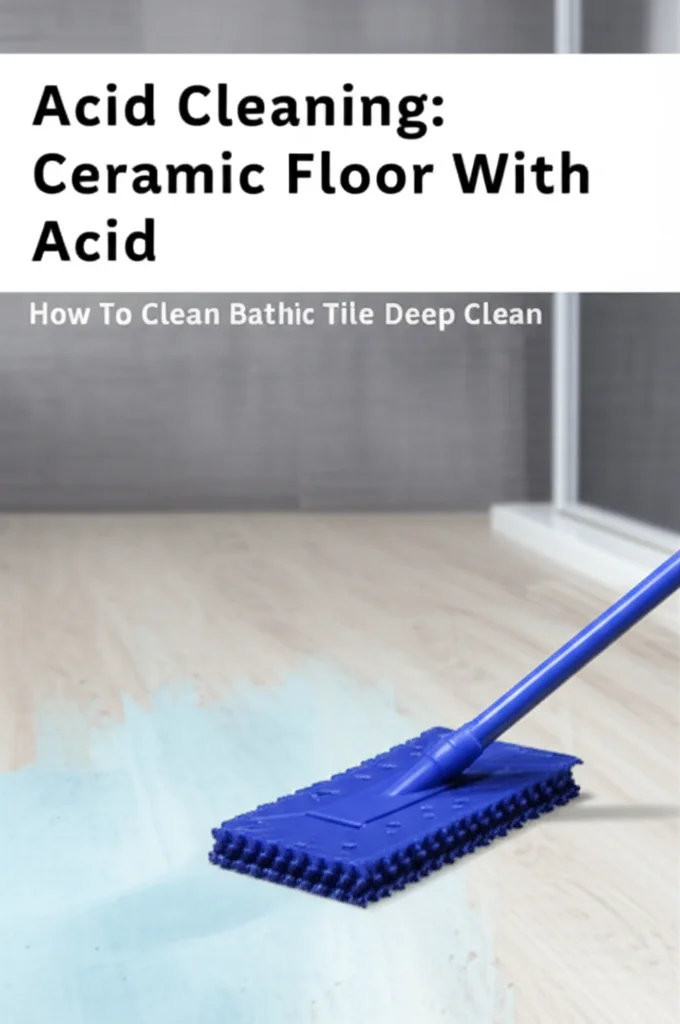 Acid Cleaning:
Ceramic Floor With
Acid
How To Clean Bathic Tile Deep Clean